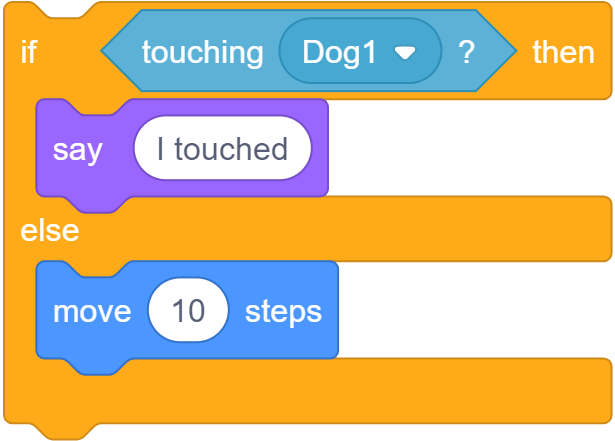 if touching Dog1 ? then
say I touched
else
move 10 steps